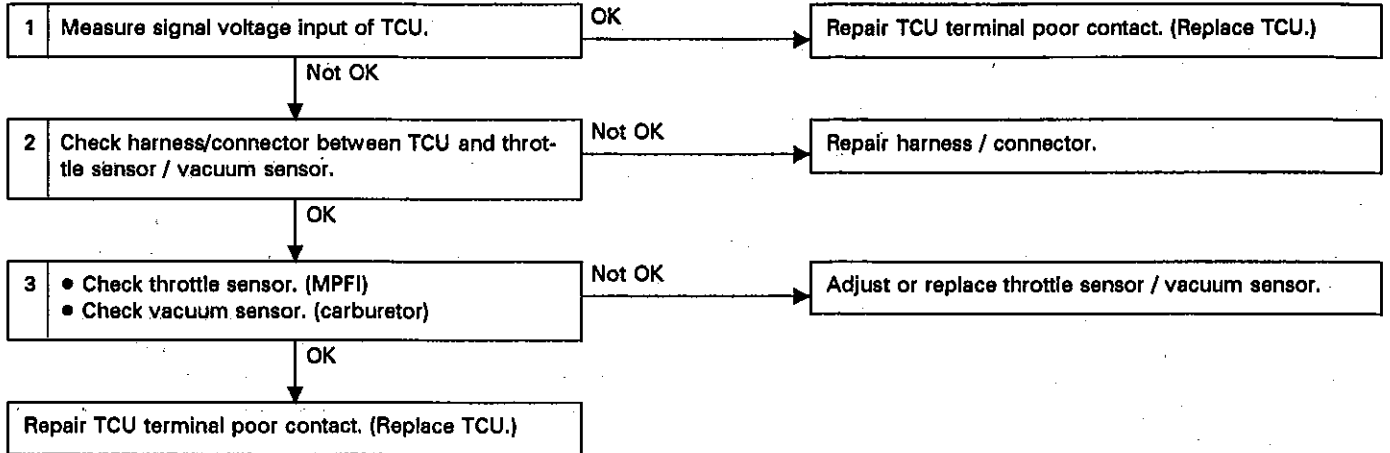 1 Measure signal voltage input of TCU.
OK
Repair TCU terminal poor contact. (Replace TCU.)
Not OK
2 Check harness/connector between TCU and throt-
tle sensor / vacuum sensor.
Not OK
Repair harness / connector.
OK
3 ● Check throttle sensor. (MPFI)
● Check vacuum sensor. (carburetor)
Not OK
Adjust or replace throttle sensor / vacuum sensor.
OK
Repair TCU terminal poor contact. (Replace TCU.)